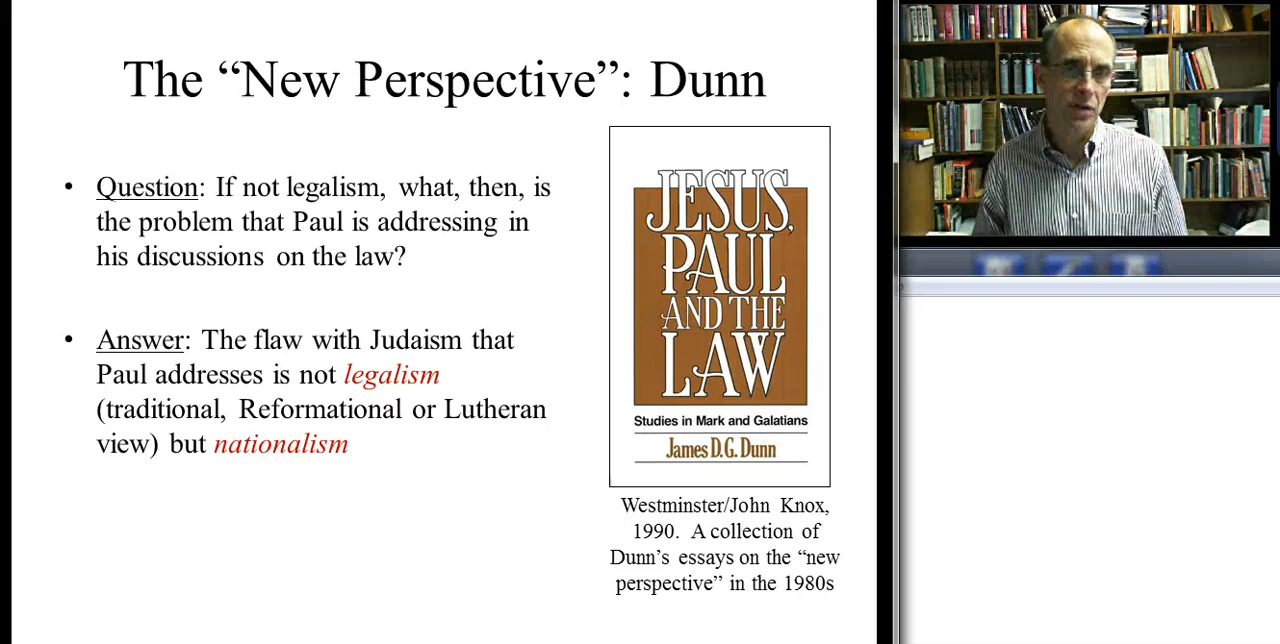 The “New Perspective”: Dunn
• Question: If not legalism, what, then, is
the problem that Paul is addressing in
his discussions on the law?
• Answer: The flaw with Judaism that
Paul addresses is not legalism
(traditional, Reformational or Lutheran
view) but nationalism
JESUS,
PAUL
AND THE
LAW
Studies in Mark and Galatians
James D.G. Dunn
Westminster/John Knox,
1990. A collection of
Dunn’s essays on the “new
perspective” in the 1980s